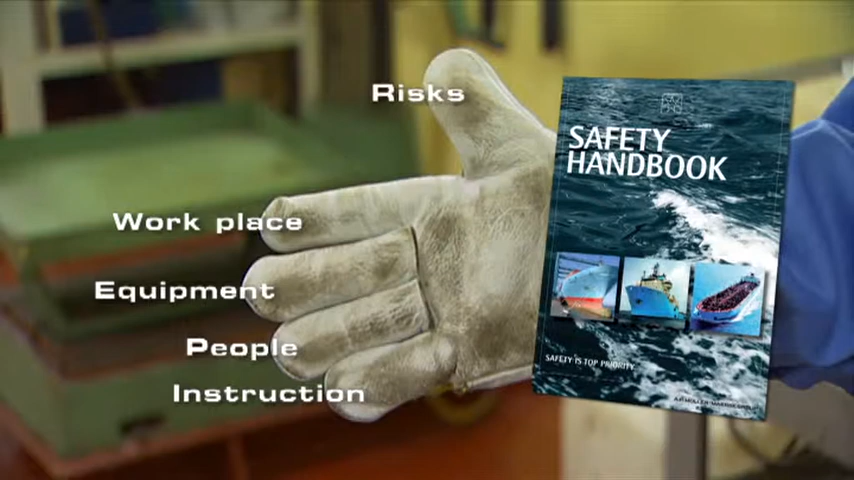 Risks
Work place
Equipment
People
Instruction
SAFETY
HANDBOOK
SAFETY IS TOP PRIORITY